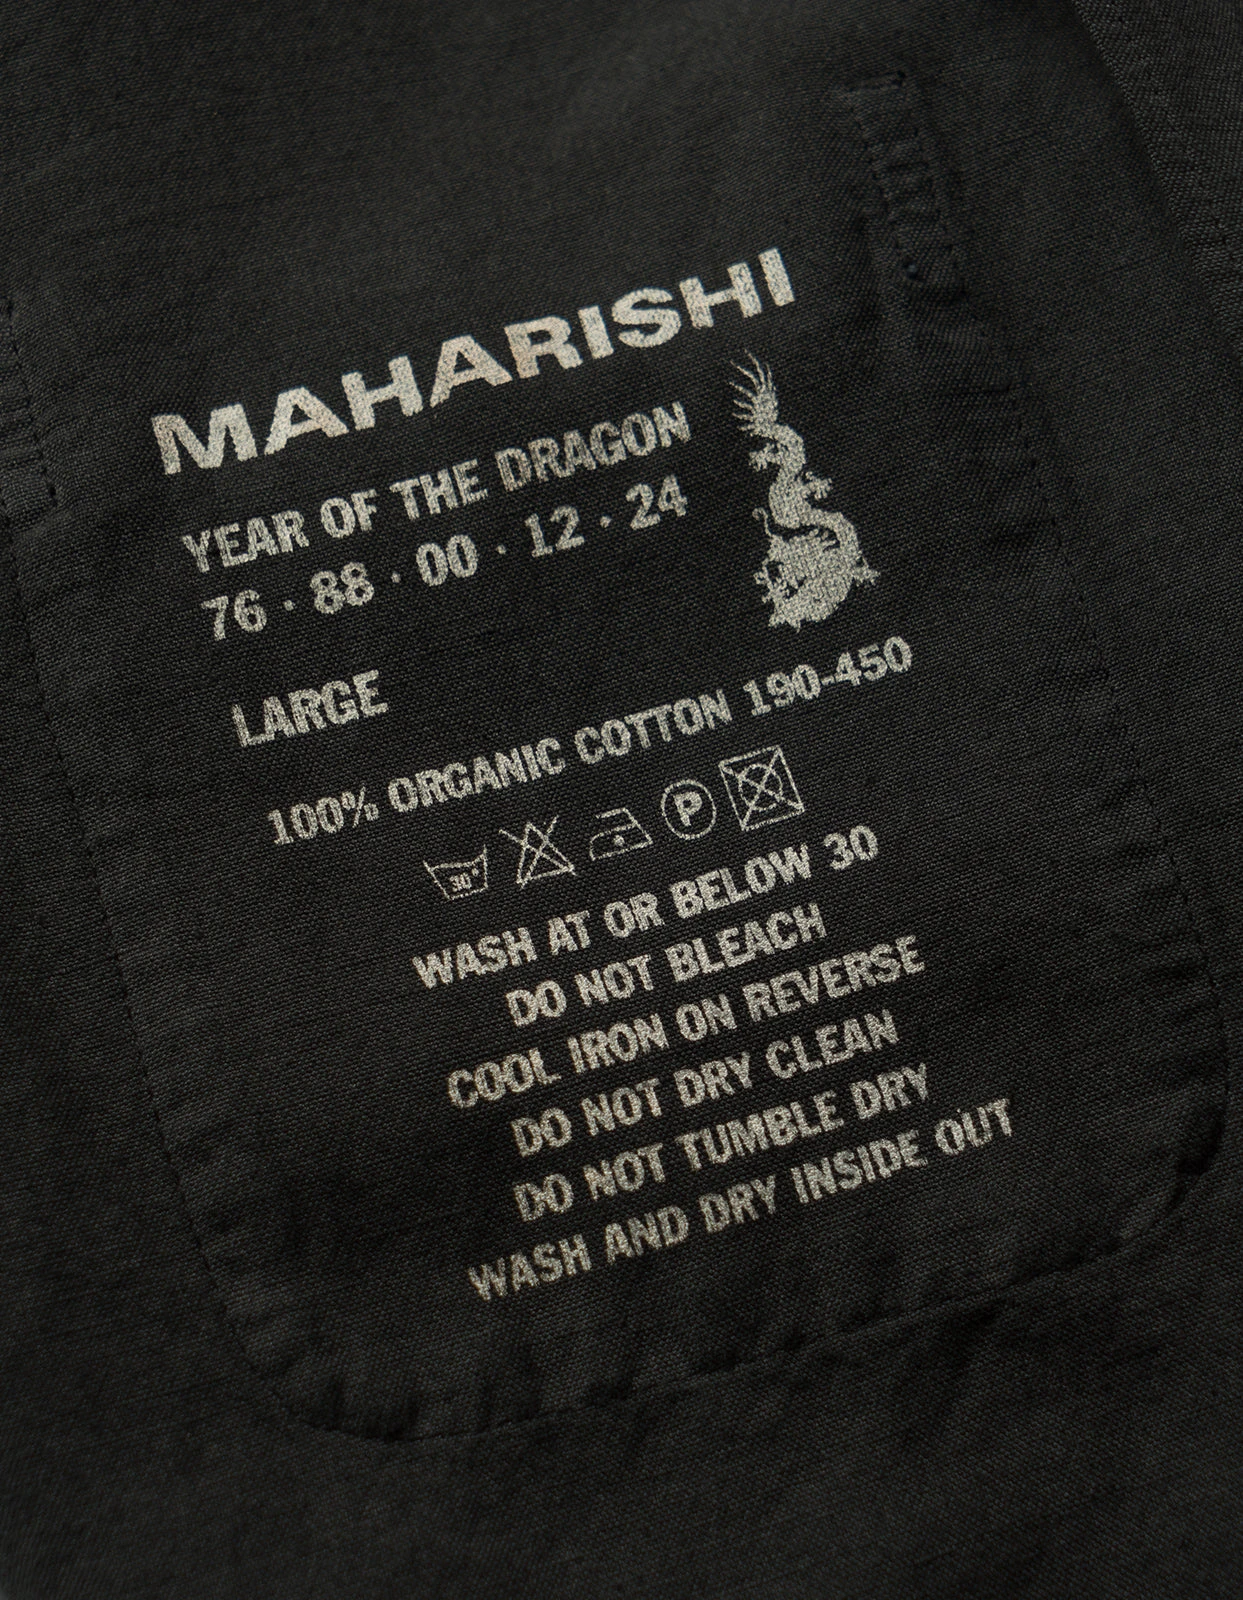 MAHARISHI
YEAR OF THE DRAGON
76 · 88 · 00 · 12 · 24
LARGE
100% ORGANIC COTTON 190-450
30° P
WASH AT OR BELOW 30
DO NOT BLEACH
COOL IRON ON REVERSE
DO NOT DRY CLEAN
DO NOT TUMBLE DRY
WASH AND DRY INSIDE OUT